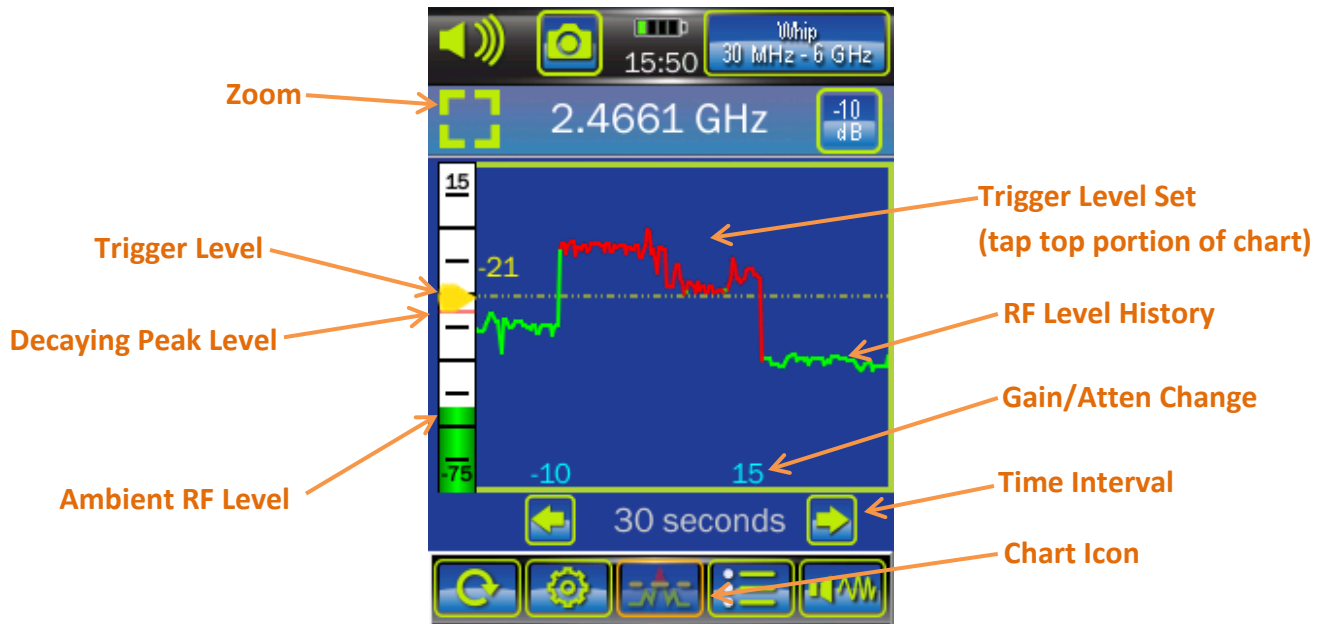 Whip
15:50
30 MHz - 6 GHz
Zoom
2.4661 GHz
-10
dB
15
Trigger Level Set
(tap top portion of chart)
Trigger Level
-21
Decaying Peak Level
RF Level History
Gain/Atten Change
-75
-10
15
Ambient RF Level
Time Interval
30 seconds
Chart Icon